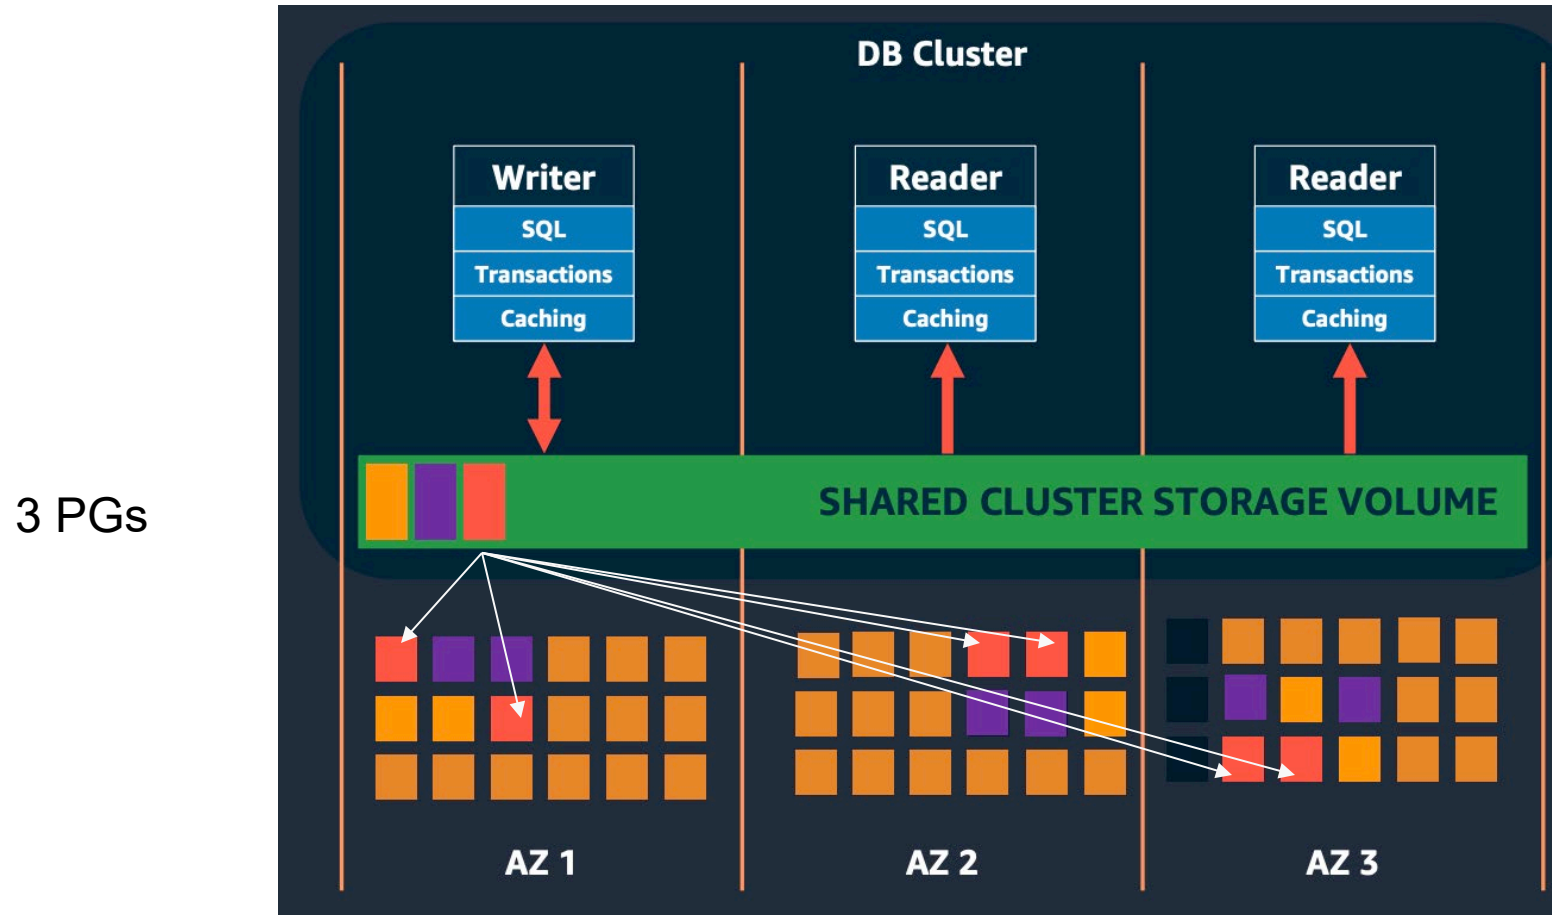 DB Cluster
Writer
SQL
Transactions
Caching
Reader
SQL
Transactions
Caching
Reader
SQL
Transactions
Caching
3 PGs
SHARED CLUSTER STORAGE VOLUME
AZ 1
AZ 2
AZ 3